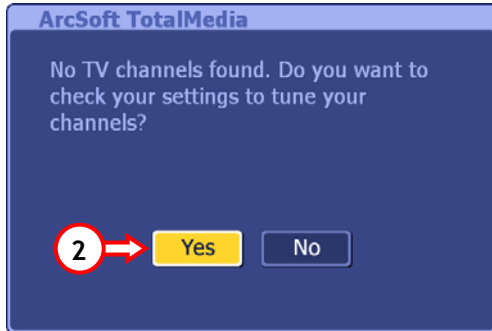 ArcSoft TotalMedia
No TV channels found. Do you want to
check your settings to tune your
channels?
2
Yes
No